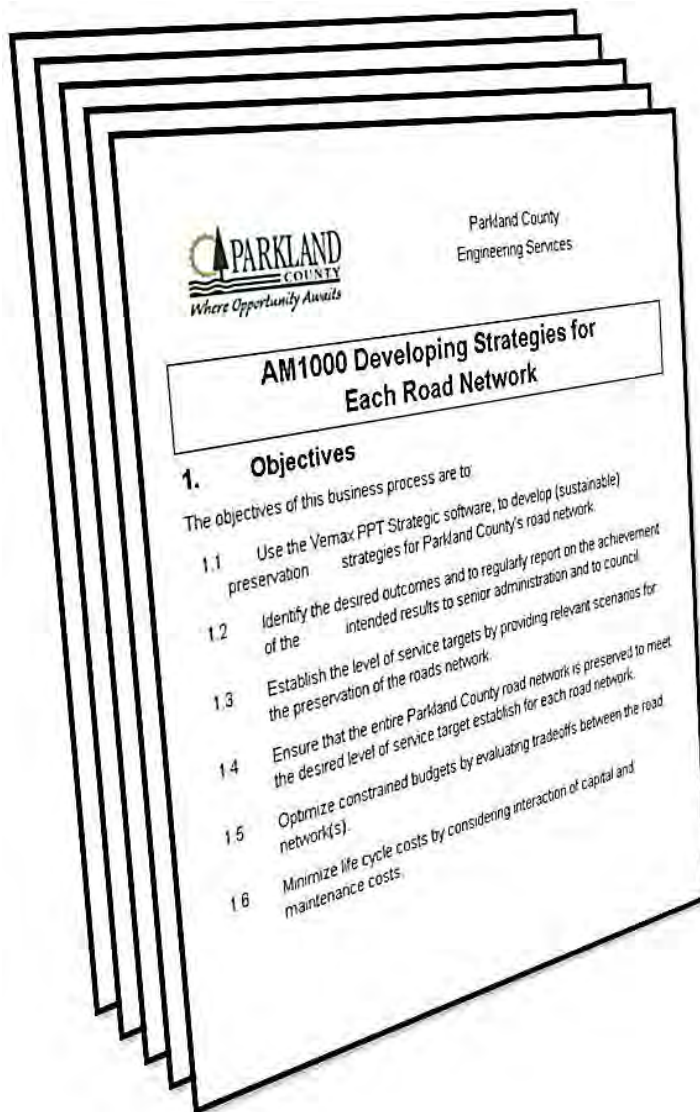 PARKLAND
COUNTY
Where Opportunity Awaits
Parkland County
Engineering Services
AM1000 Developing Strategies for
Each Road Network
1. Objectives
The objectives of this business process are to:
1.1 Use the Vemax PPT Strategic software, to develop (sustainable)
preservation strategies for Parkland County's road network.
1.2 Identify the desired outcomes and to regularly report on the achievement
of the intended results to senior administration and to council.
1.3 Establish the level of service targets by providing relevant scenarios for
the preservation of the roads network.
1.4 Ensure that the entire Parkland County road network is preserved to meet
the desired level of service target establish for each road network.
1.5 Optimize constrained budgets by evaluating tradeoffs between the road
network(s).
1.6 Minimize life cycle costs by considering interaction of capital and
maintenance costs.